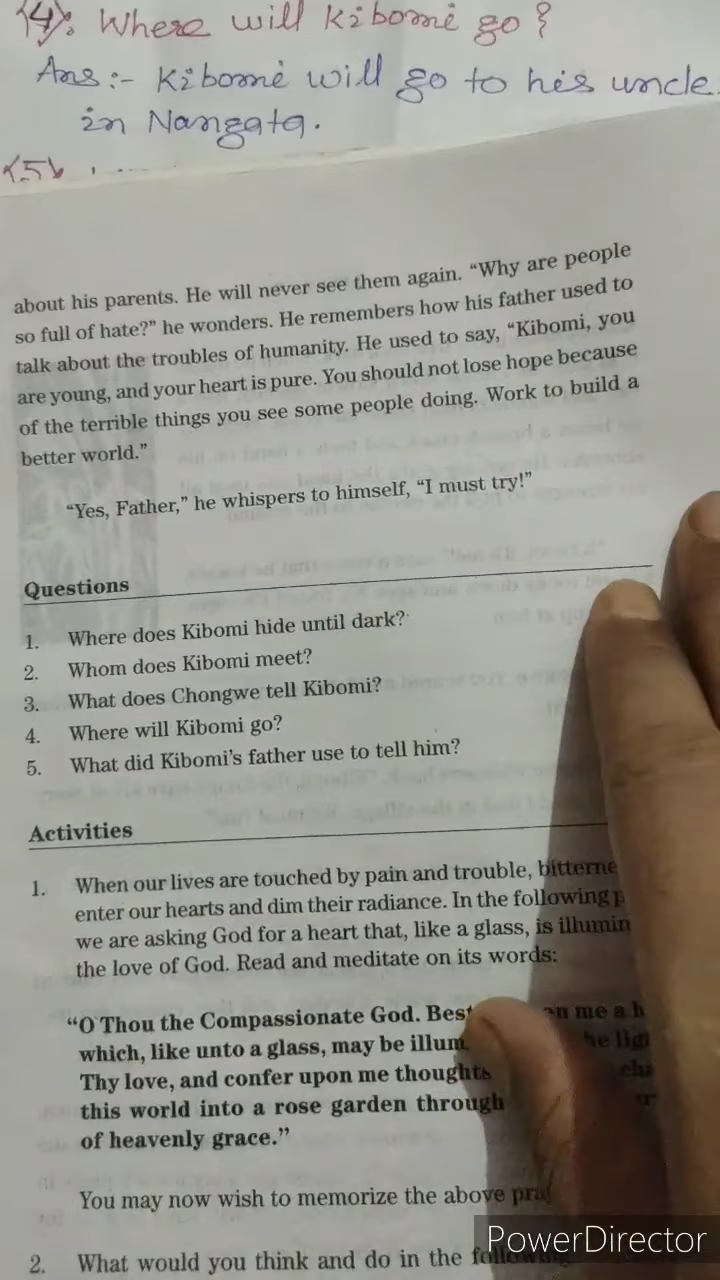 (4). Where will Kibomi go?
Ans :- Kibomi will go to his uncle
in Nangata.
(5)
about his parents. He will never see them again. “Why are people
so full of hate?” he wonders. He remembers how his father used to
talk about the troubles of humanity. He used to say, “Kibomi, you
are young, and your heart is pure. You should not lose hope because
of the terrible things you see some people doing. Work to build a
better world.”
“Yes, Father,” he whispers to himself, “I must try!”
Questions
1. Where does Kibomi hide until dark?
2. Whom does Kibomi meet?
3. What does Chongwe tell Kibomi?
4. Where will Kibomi go?
5. What did Kibomi’s father use to tell him?
Activities
1. When our lives are touched by pain and trouble,
enter our hearts and dim their radiance. In the following
we are asking God for a heart that, like a glass, is
the love of God. Read and meditate on its words:
“O Thou the Compassionate God. me a
which, like unto a glass, may be
Thy love, and confer upon me thoughts
this world into a rose garden through
of heavenly grace.”
You may now wish to memorize the above
2. What would you think and do in the
PowerDirector